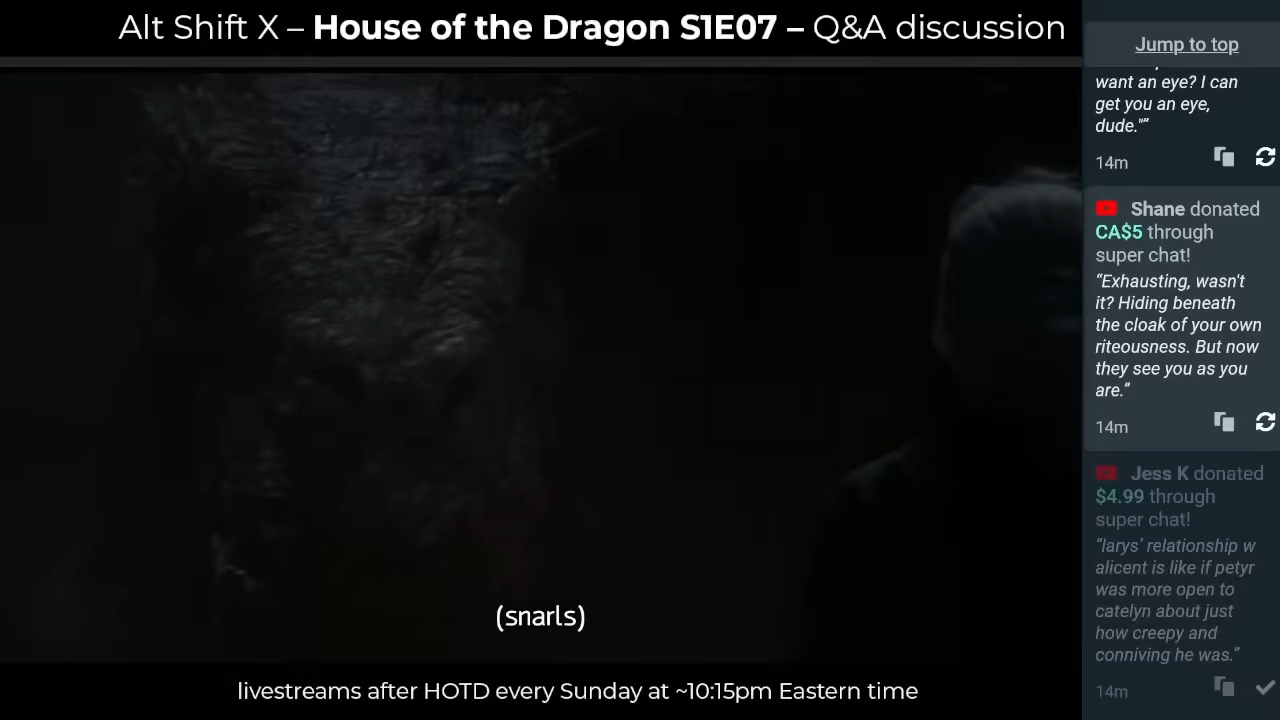 Alt Shift X – House of the Dragon S1E07 – Q&A discussion
(snarls)
livestreams after HOTD every Sunday at ~10:15pm Eastern time
Jump to top
want an eye? I can
get you an eye,
dude."”
14m
Shane donated
CA$5 through
super chat!
“Exhausting, wasn't
it? Hiding beneath
the cloak of your own
riteousness. But now
they see you as you
are.”
14m
Jess K donated
$4.99 through
super chat!
“larys’ relationship w
alicent is like if petyr
was more open to
catelyn about just
how creepy and
conniving he was.”
14m